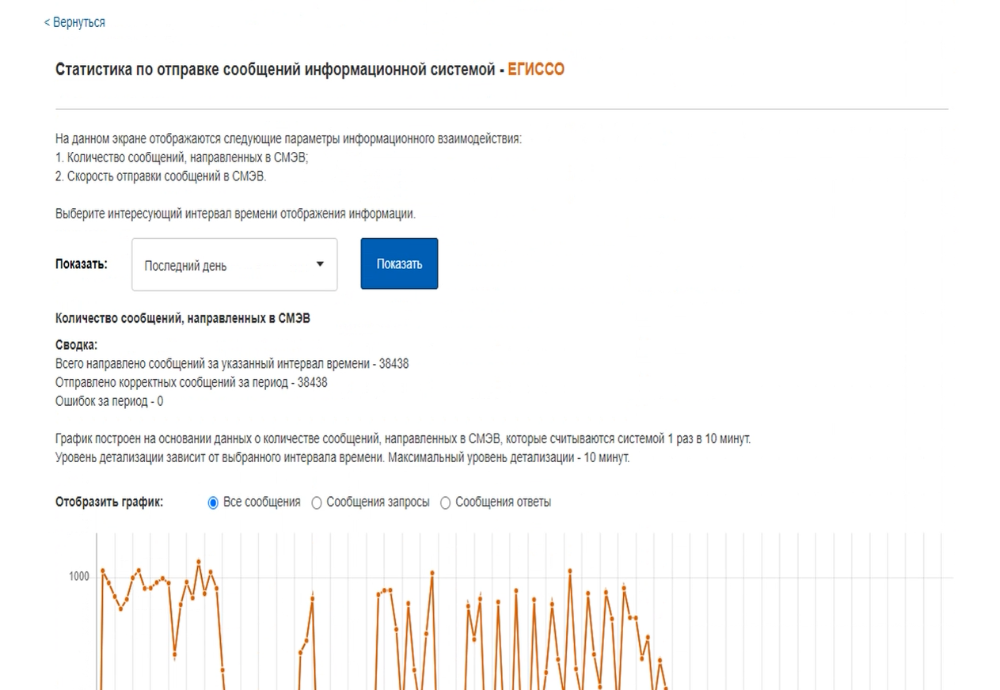 < Вернуться
Статистика по отправке сообщений информационной системой - ЕГИССО
На данном экране отображаются следующие параметры информационного взаимодействия:
1. Количество сообщений, направленных в СМЭВ;
2. Скорость отправки сообщений в СМЭВ.
Выберите интересующий интервал времени отображения информации.
Показать: Последний день Показать
Количество сообщений, направленных в СМЭВ
Сводка:
Всего направлено сообщений за указанный интервал времени - 38438
Отправлено корректных сообщений за период - 38438
Ошибок за период - 0
График построен на основании данных о количестве сообщений, направленных в СМЭВ, которые считываются системой 1 раз в 10 минут.
Уровень детализации зависит от выбранного интервала времени. Максимальный уровень детализации - 10 минут.
Отобразить график: Все сообщения Сообщения запросы Сообщения ответы
1000